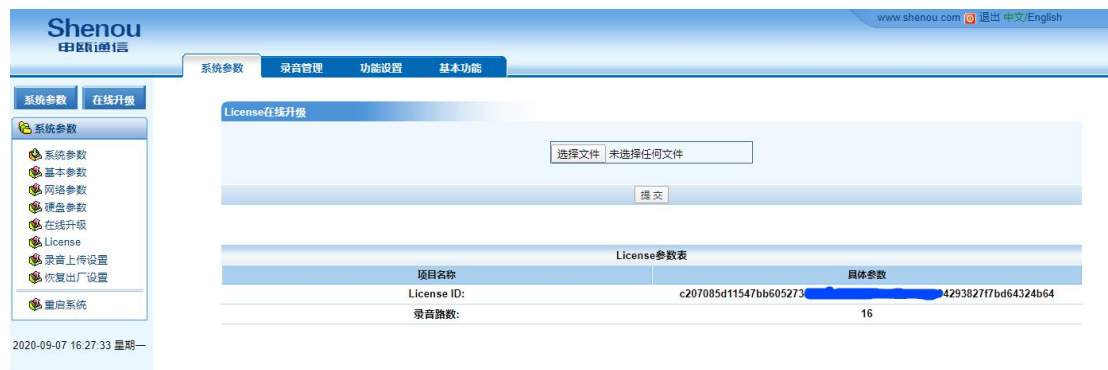 Shenou
申瓯通信
www.shenou.com 退出 中文/English
系统参数 录音管理 功能设置 基本功能
系统参数 在线升级
系统参数
系统参数
基本参数
网络参数
硬盘参数
在线升级
License
录音上传设置
恢复出厂设置
重启系统
2020-09-07 16:27:33 星期一
License在线升级
选择文件 未选择任何文件
提交
License参数表
项目名称 具体参数
License ID: c207085d11547bb605273 4293827f7bd64324b64
录音路数: 16